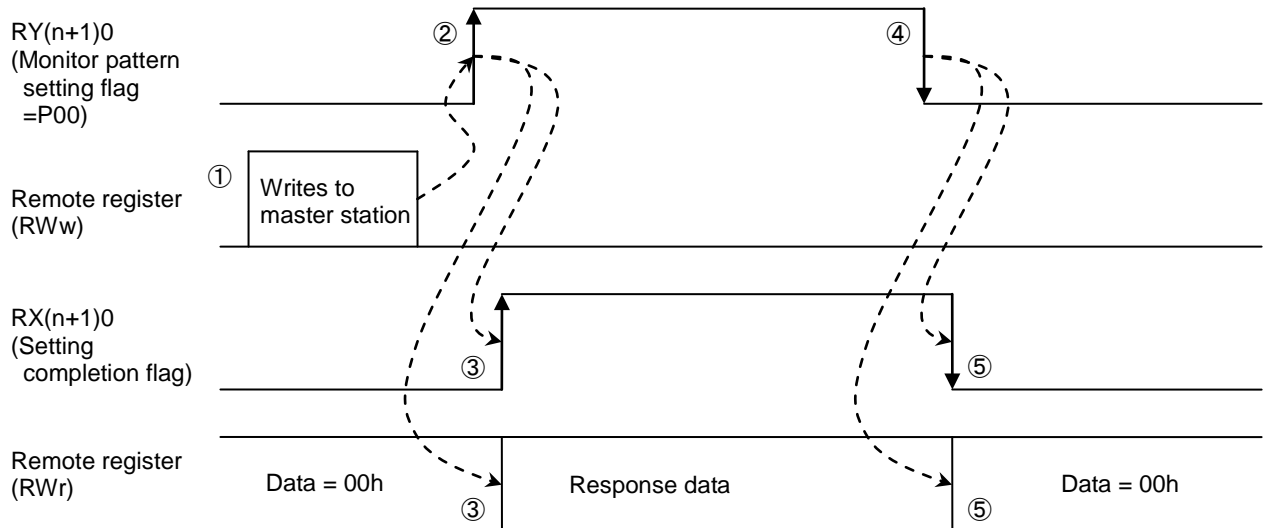 RY(n+1)0
(Monitor pattern
setting flag
=P00)
②
④
①
Writes to
master station
Remote register
(RWw)
RX(n+1)0
(Setting
completion flag)
③
⑤
Remote register
(RWr)
Data = 00h
Response data
Data = 00h
③
⑤